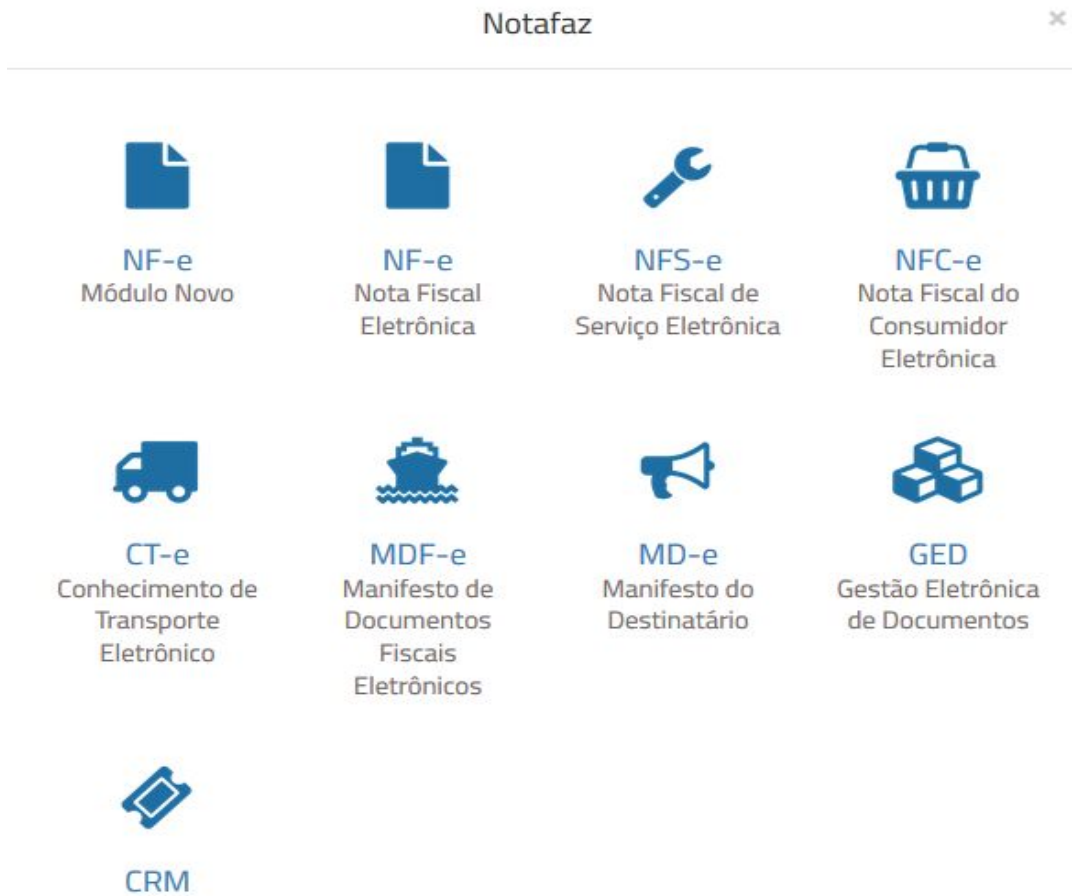 Notafaz
×
NF-e
Módulo Novo
NF-e
Nota Fiscal
Eletrônica
NFS-e
Nota Fiscal de
Serviço Eletrônica
NFC-e
Nota Fiscal do
Consumidor
Eletrônica
CT-e
Conhecimento de
Transporte
Eletrônico
MDF-e
Manifesto de
Documentos
Fiscais
Eletrônicos
MD-e
Manifesto do
Destinatário
GED
Gestão Eletrônica
de Documentos
CRM